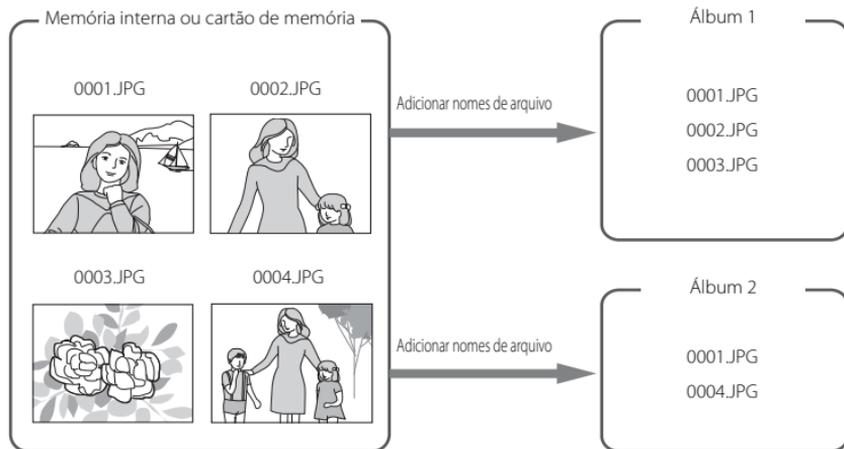 Memória interna ou cartão de memória
0001.JPG
0002.JPG
0003.JPG
0004.JPG
Adicionar nomes de arquivo
Adicionar nomes de arquivo
Álbum 1
0001.JPG
0002.JPG
0003.JPG
Álbum 2
0001.JPG
0004.JPG